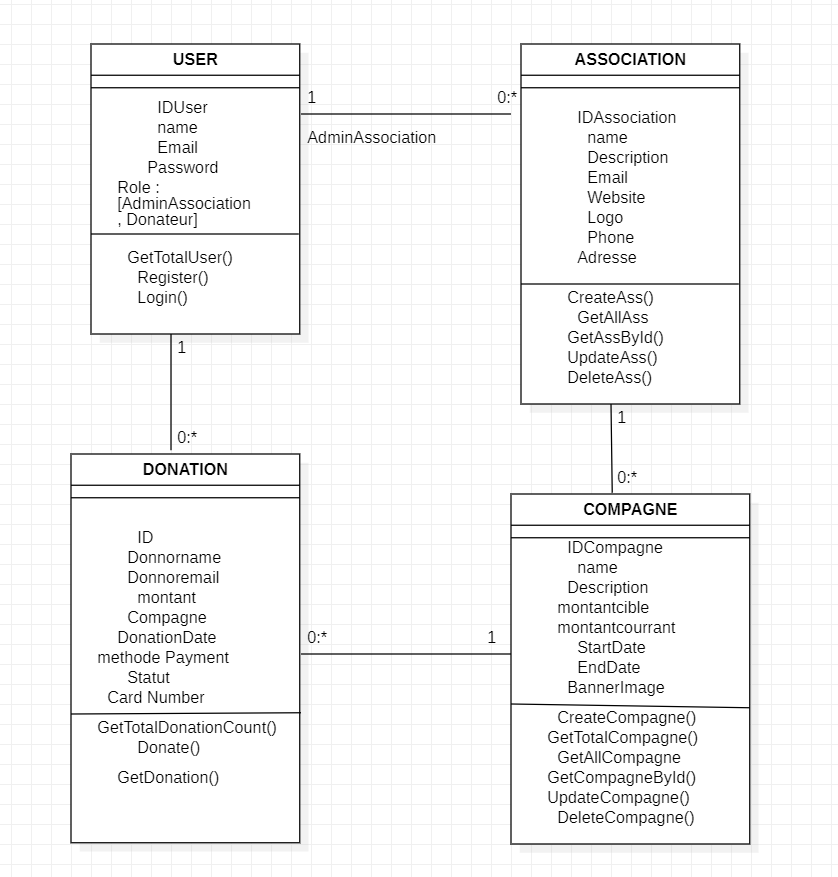 USER
IDUser
name
Email
Password
Role :
[AdminAssociation
, Donateur]
GetTotalUser()
Register()
Login()
1
0:*
AdminAssociation
ASSOCIATION
IDAssociation
name
Description
Email
Website
Logo
Phone
Adresse
CreateAss()
GetAllAss
GetAssById()
UpdateAss()
DeleteAss()
1
0:*
1
0:*
DONATION
ID
Donnorname
Donnoremail
montant
Compagne
DonationDate
methode Payment
Statut
Card Number
GetTotalDonationCount()
Donate()
GetDonation()
0:*
1
COMPAGNE
IDCompagne
name
Description
montantcible
montantcourrant
StartDate
EndDate
BannerImage
CreateCompagne()
GetTotalCompagne()
GetAllCompagne
GetCompagneById()
UpdateCompagne()
DeleteCompagne()